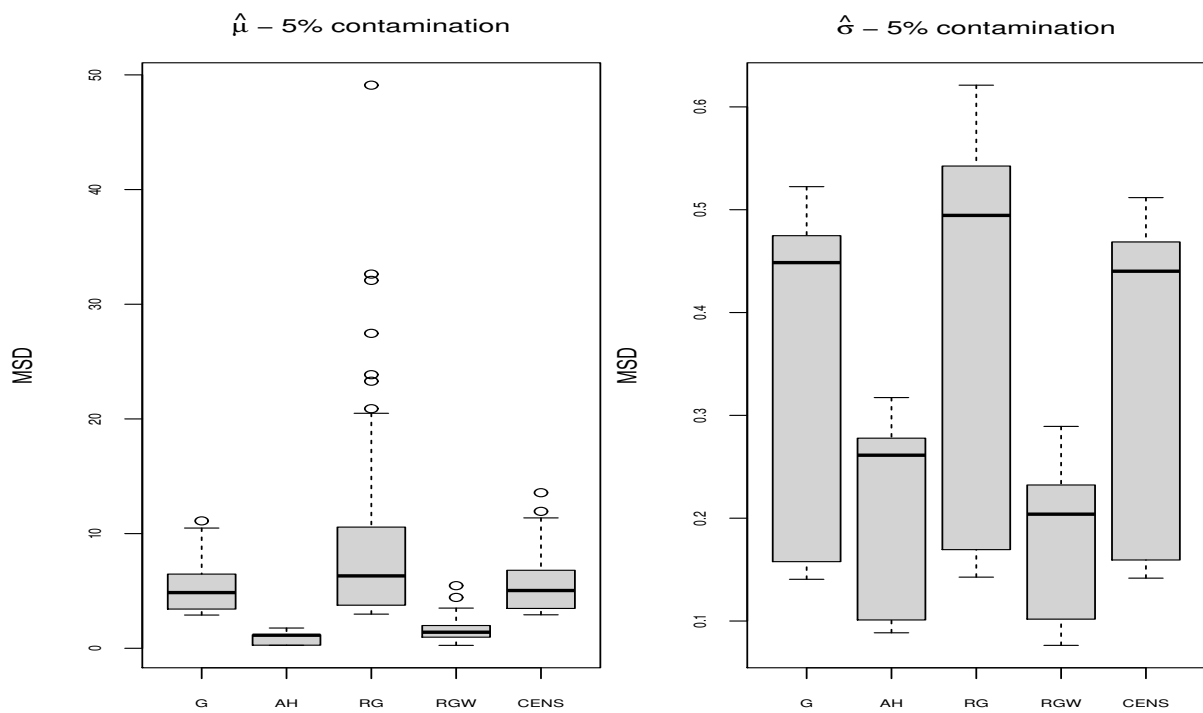 μ̂ – 5% contamination
MSD
50
40
30
20
10
0
G AH RG RGW CENS
σ̂ – 5% contamination
MSD
0.6
0.5
0.4
0.3
0.2
0.1
G AH RG RGW CENS